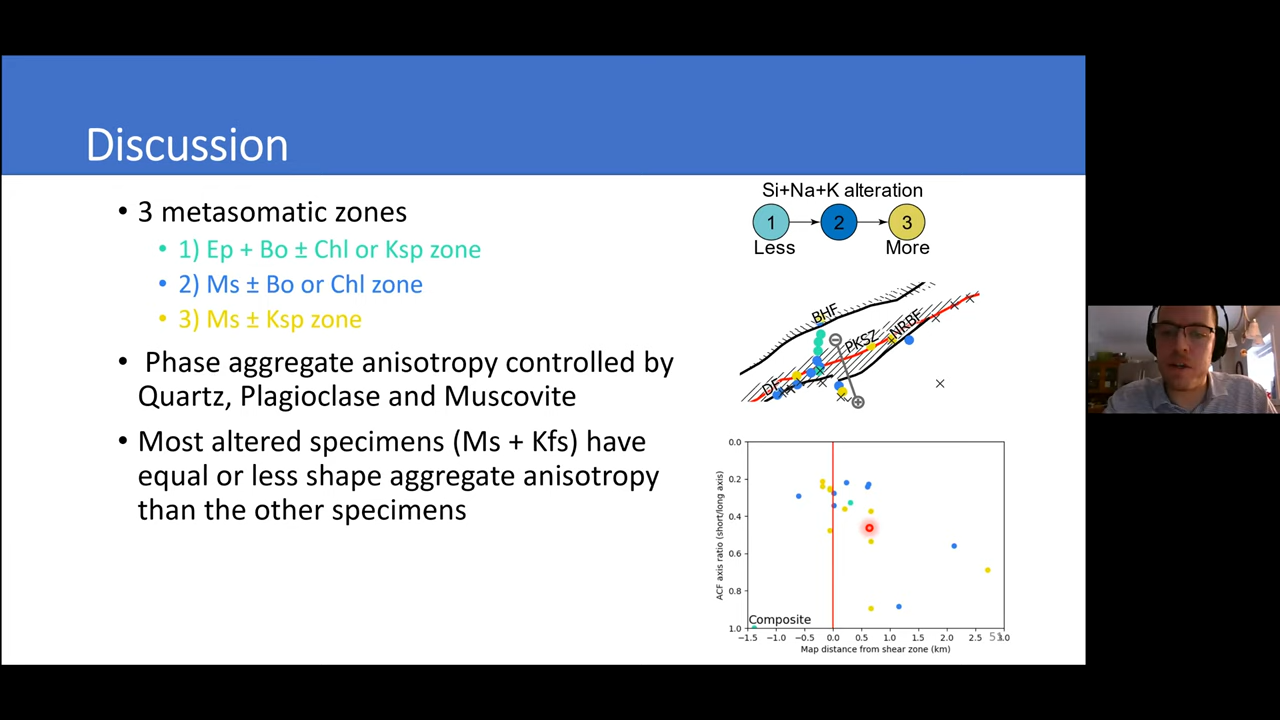 Discussion
• 3 metasomatic zones
• 1) Ep + Bo ± Chl or Ksp zone
• 2) Ms ± Bo or Chl zone
• 3) Ms ± Ksp zone
• Phase aggregate anisotropy controlled by
Quartz, Plagioclase and Muscovite
• Most altered specimens (Ms + Kfs) have
equal or less shape aggregate anisotropy
than the other specimens
Si+Na+K alteration
1 2 3
Less More
BHF
PKSZ
NRBF
DF
0.0
0.2
0.4
0.6
0.8
1.0
ACF axis ratio (short/long axis)
Composite
-1.5 -1.0 -0.5 0.0 0.5 1.0 1.5 2.0 2.5 3.0
Map distance from shear zone (km)